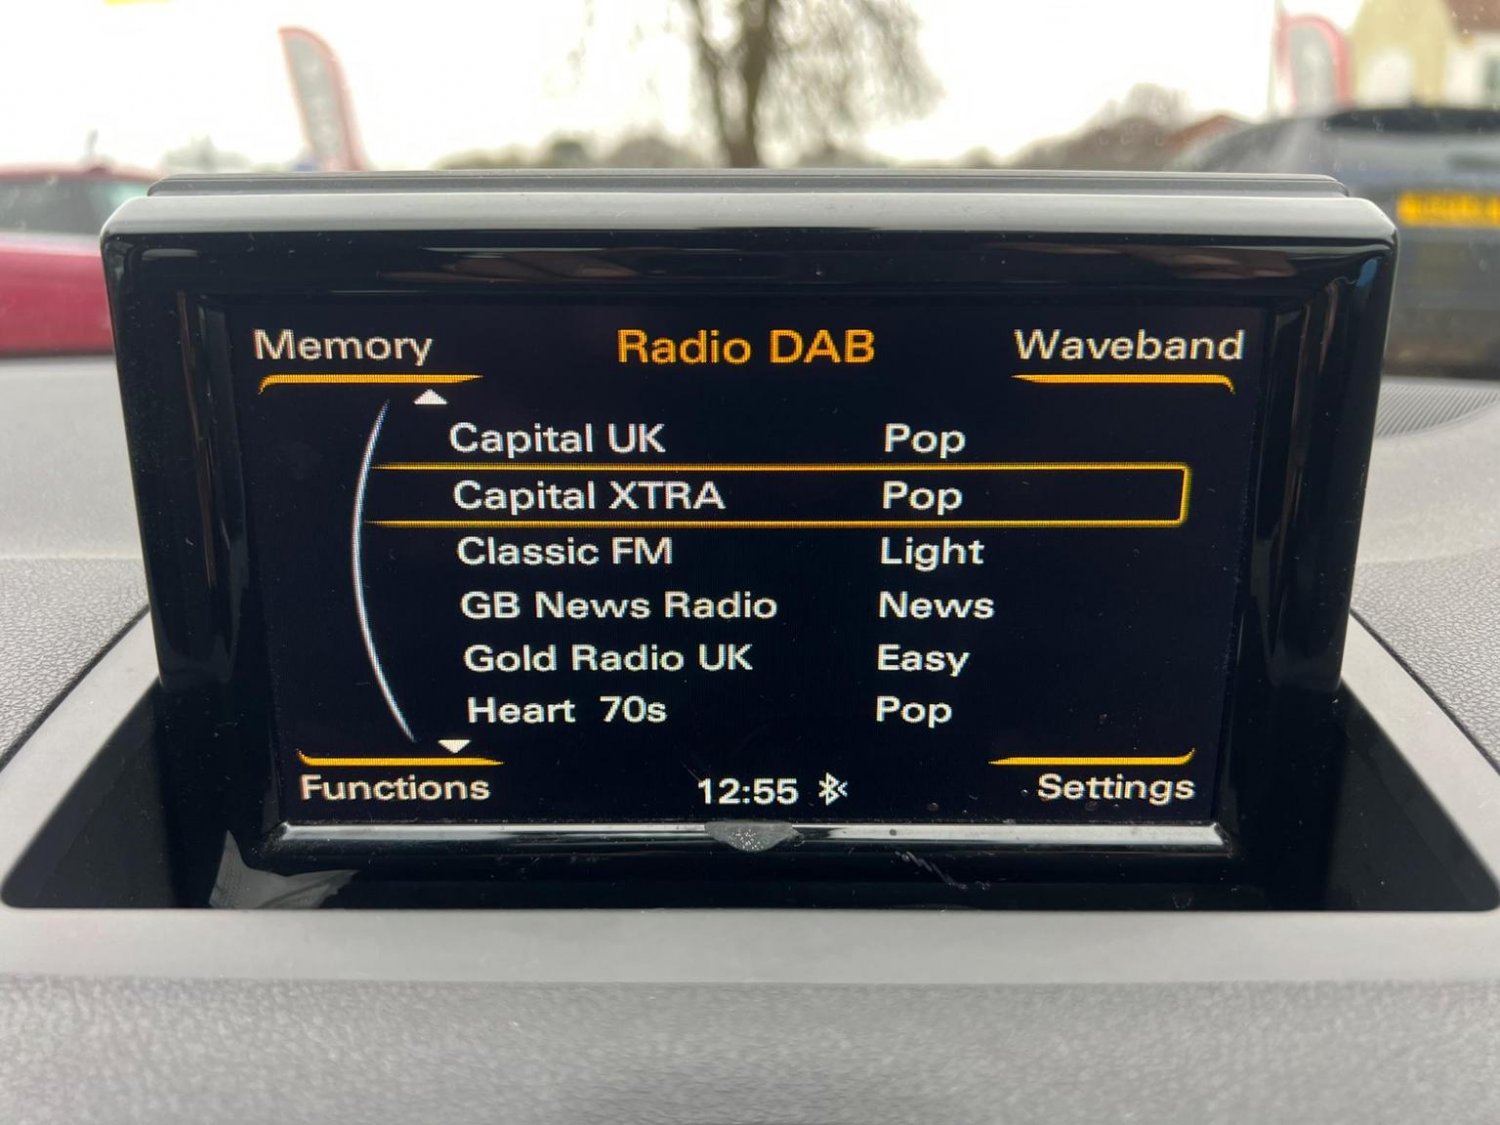 Memory Radio DAB Waveband
Capital UK Pop
Capital XTRA Pop
Classic FM Light
GB News Radio News
Gold Radio UK Easy
Heart 70s Pop
Functions 12:55 Settings